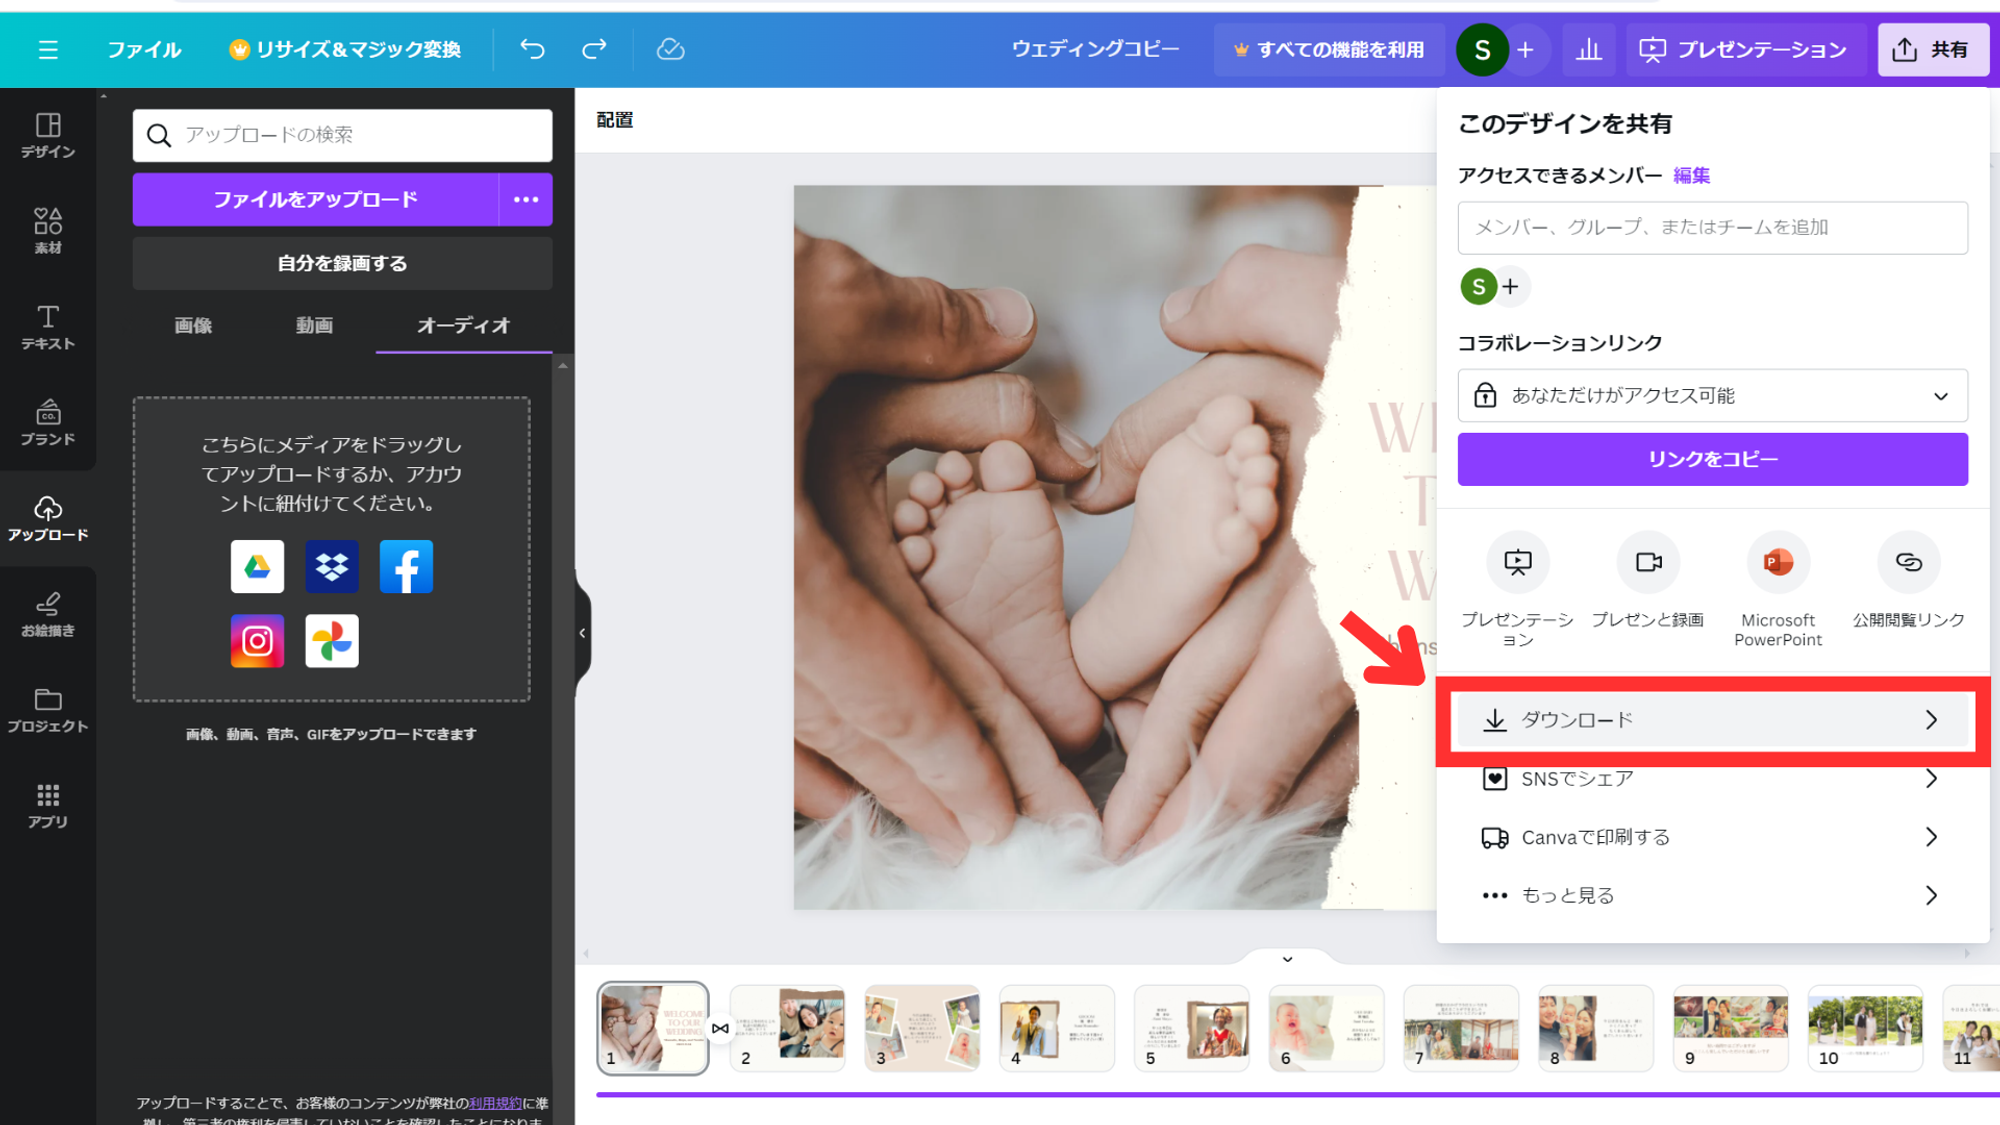 ファイル
リサイズ＆マジック変換
ウェディングコピー
すべての機能を利用
S
プレゼンテーション
共有
デザイン
素材
テキスト
CO.
ブランド
アップロード
お絵描き
プロジェクト
アプリ
アップロードの検索
ファイルをアップロード
自分を録画する
画像
動画
オーディオ
こちらにメディアをドラッグし
てアップロードするか、アカウ
ントに紐付けてください。
画像、動画、音声、GIFをアップロードできます
アップロードすることで、お客様のコンテンツが弊社の利用規約に準
拠し、第三者の権利を侵害していないことを確認したことになりま
配置
このデザインを共有
アクセスできるメンバー 編集
メンバー、グループ、またはチームを追加
S
コラボレーションリンク
あなただけがアクセス可能
リンクをコピー
プレゼンテーシ
ョン
プレゼンと録画
P
Microsoft
PowerPoint
公開閲覧リンク
ダウンロード
SNSでシェア
Canvaで印刷する
もっと見る
WELCOME
TO OUR
WEDDING
1
2
3
4
5
6
7
8
9
10
11